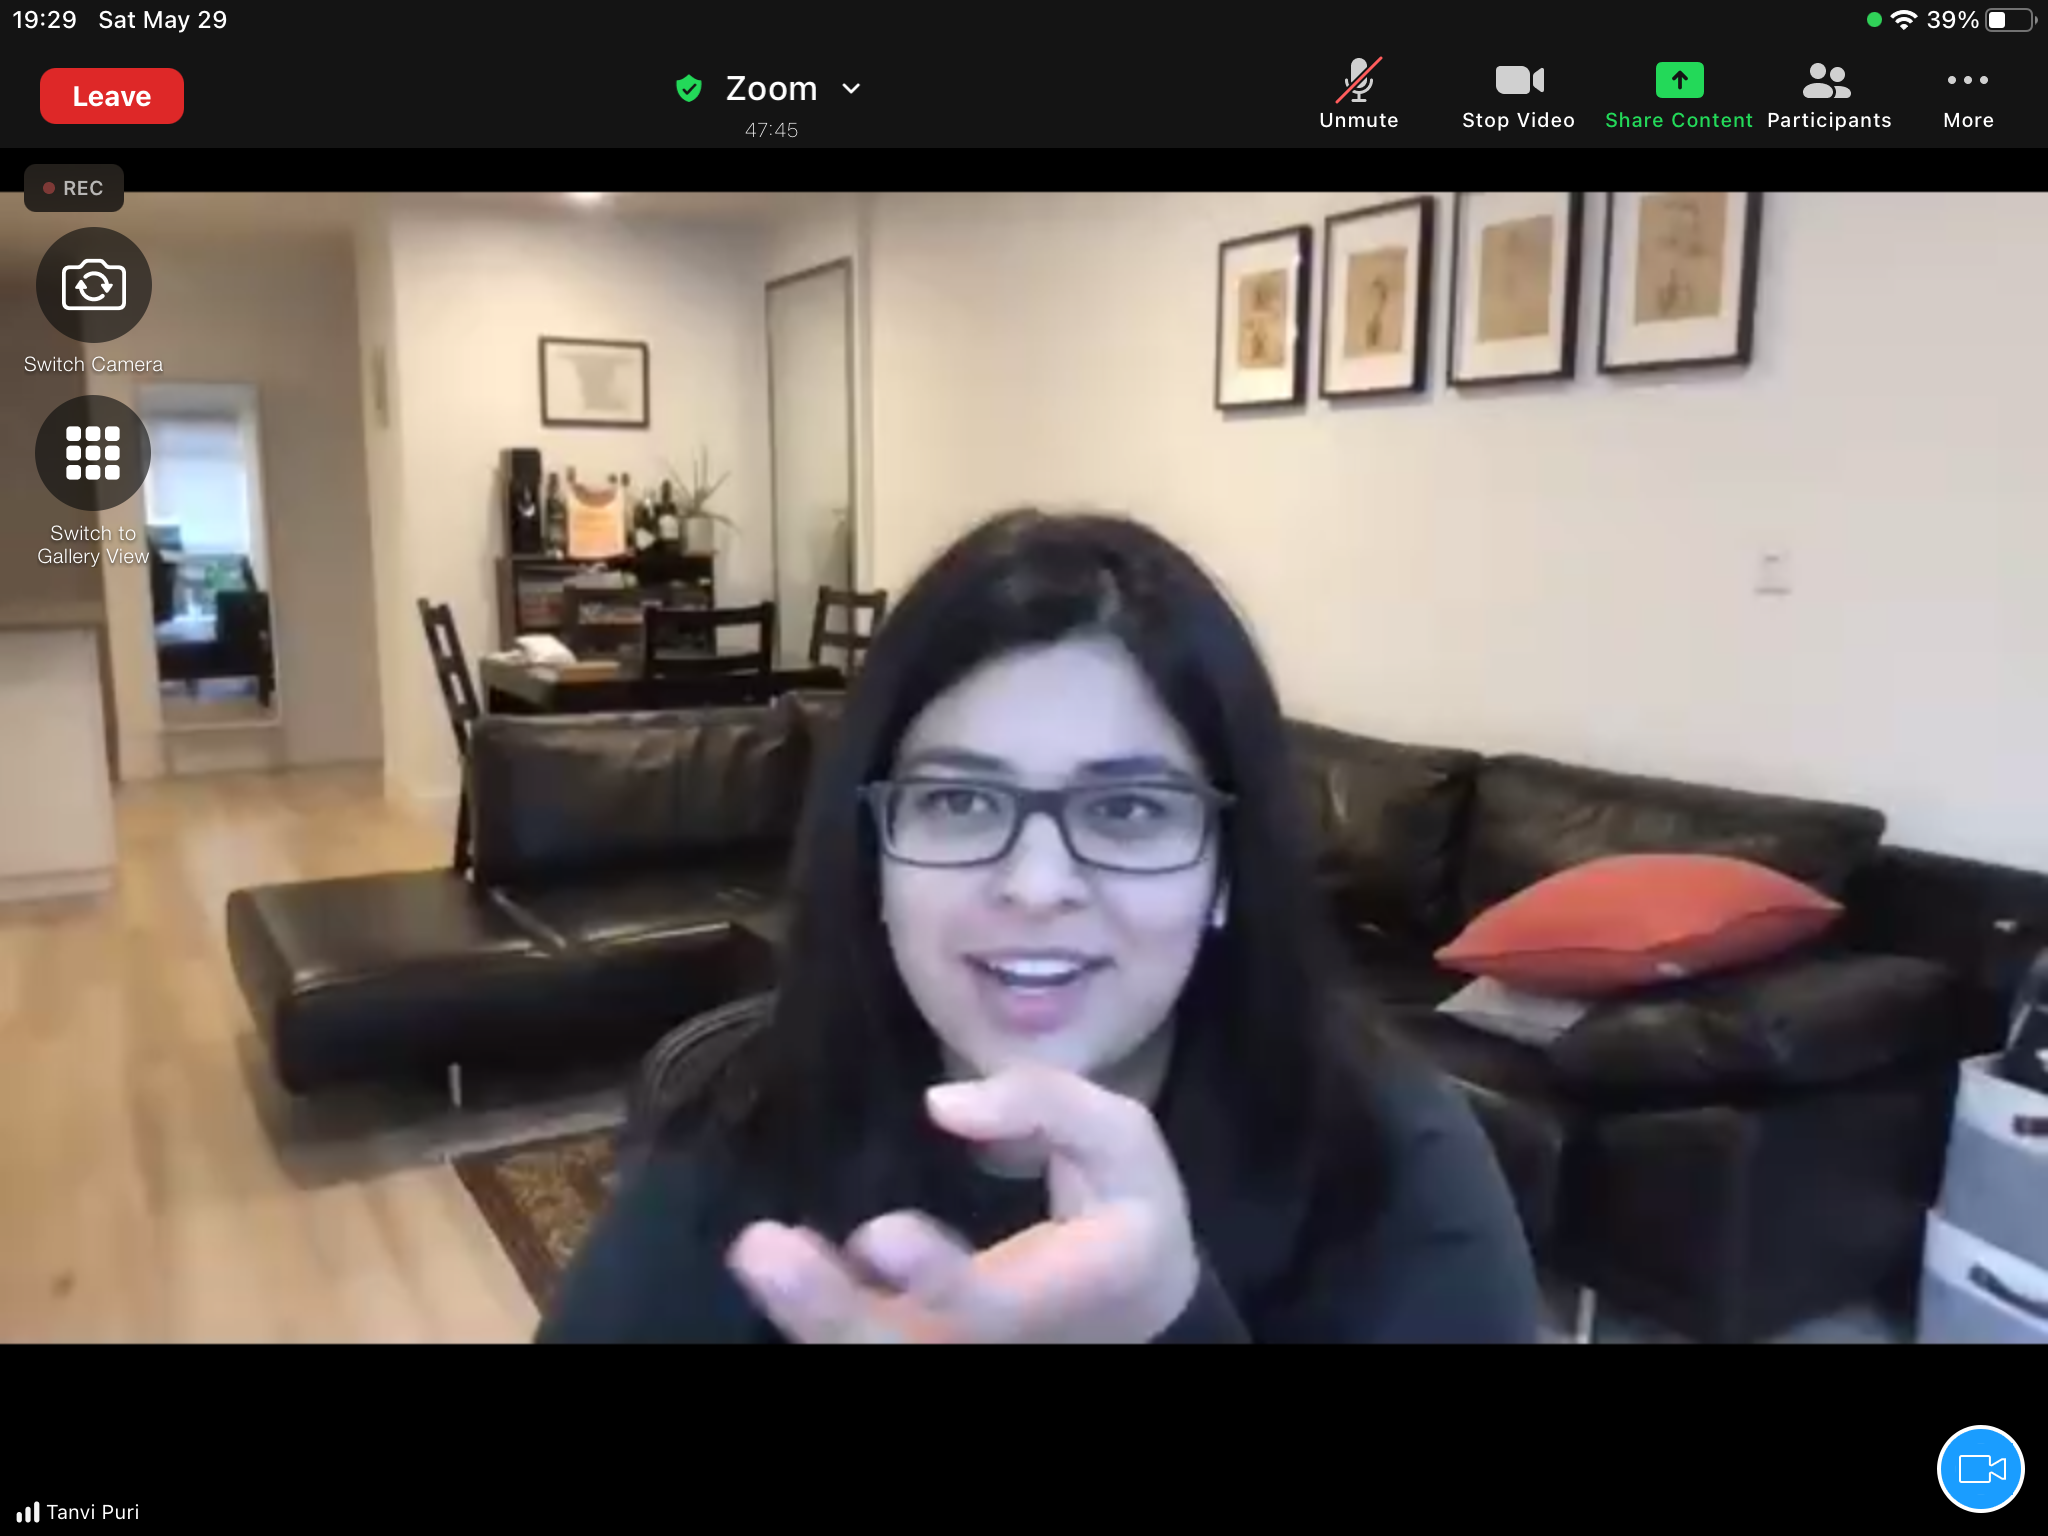 19:29 Sat May 29
39%
Leave
Zoom
47:45
Unmute
Stop Video
Share Content
Participants
More
REC
Switch Camera
Switch to
Gallery View
Tanvi Puri